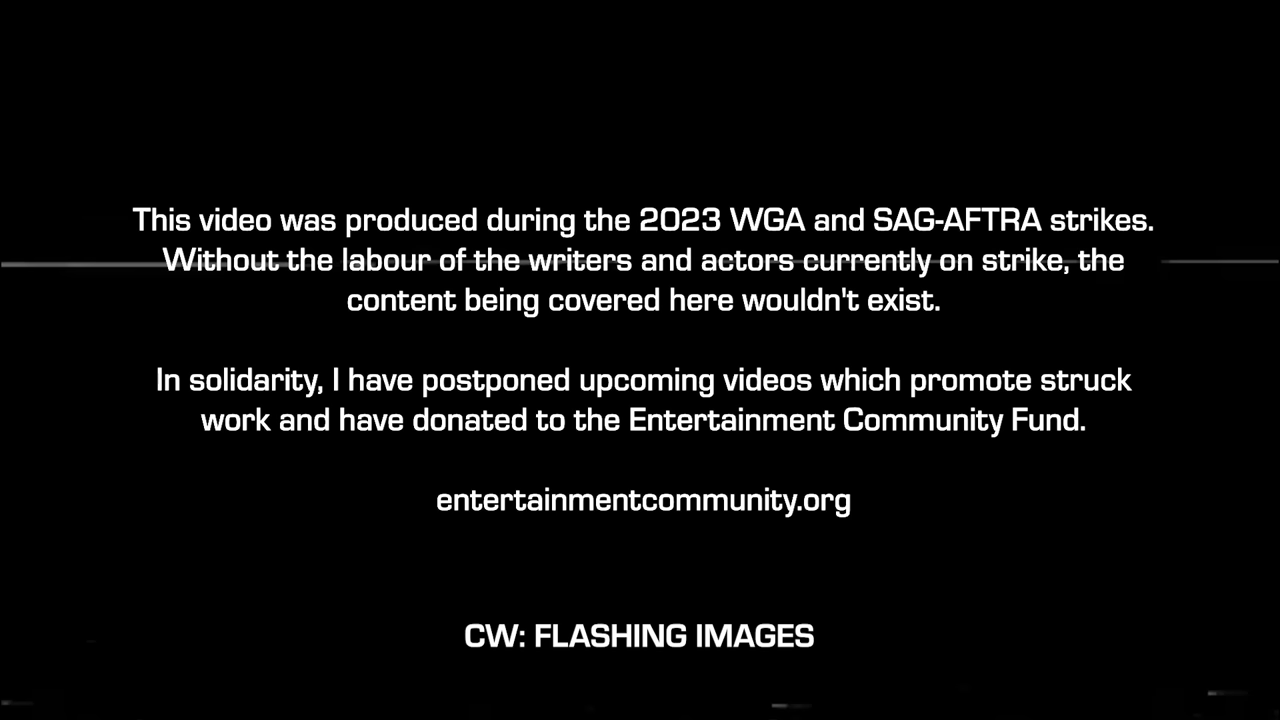 This video was produced during the 2023 WGA and SAG-AFTRA strikes.
Without the labour of the writers and actors currently on strike, the
content being covered here wouldn't exist.
In solidarity, I have postponed upcoming videos which promote struck
work and have donated to the Entertainment Community Fund.
entertainmentcommunity.org
CW: FLASHING IMAGES